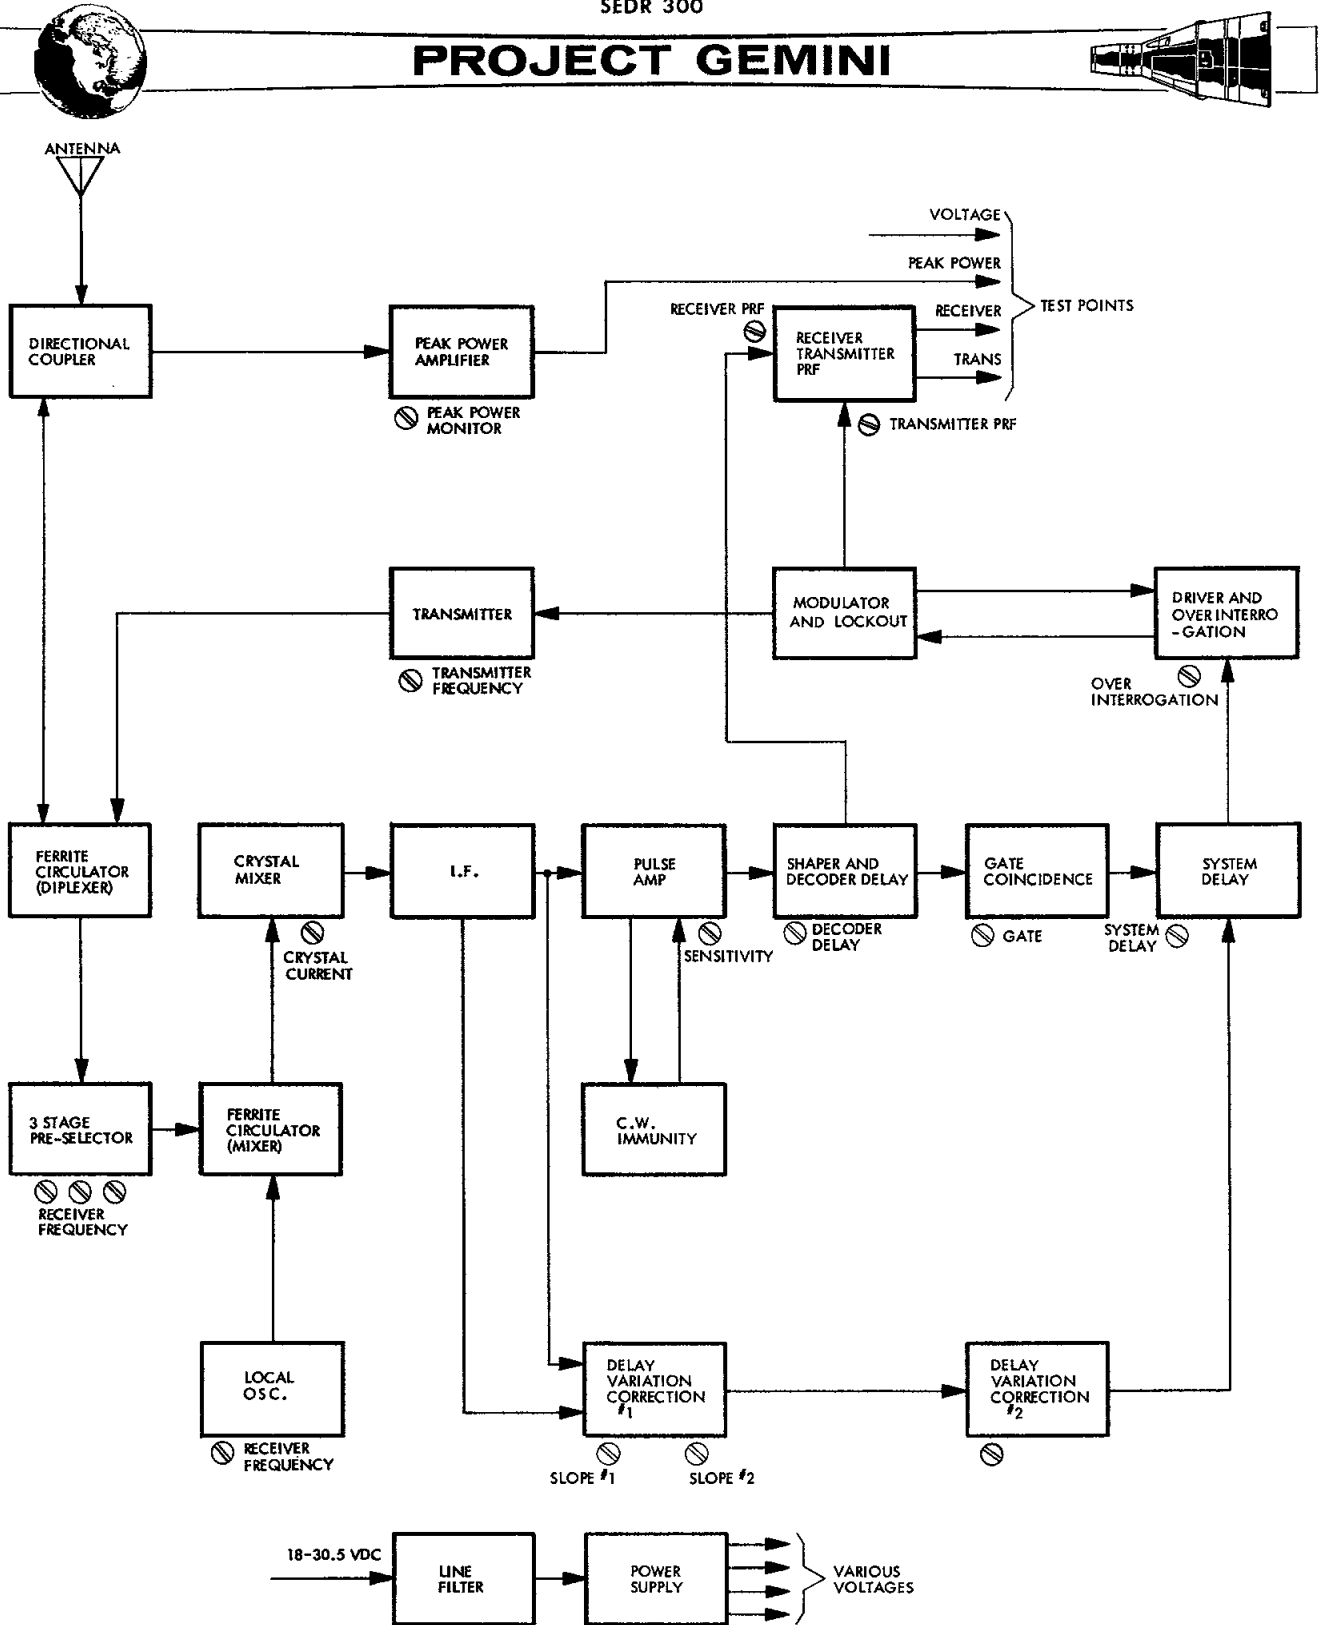 SEDR 300
PROJECT GEMINI
ANTENNA
VOLTAGE
PEAK POWER
RECEIVER PRF
RECEIVER
TEST POINTS
TRANS
DIRECTIONAL
COUPLER
PEAK POWER
AMPLIFIER
RECEIVER
TRANSMITTER
PRF
PEAK POWER
MONITOR
TRANSMITTER PRF
TRANSMITTER
MODULATOR
AND LOCKOUT
DRIVER AND
OVER INTERRO
-GATION
TRANSMITTER
FREQUENCY
OVER
INTERROGATION
FERRITE
CIRCULATOR
(DIPLEXER)
CRYSTAL
MIXER
I.F.
PULSE
AMP
SHAPER AND
DECODER DELAY
GATE
COINCIDENCE
SYSTEM
DELAY
CRYSTAL
CURRENT
SENSITIVITY
DECODER
DELAY
GATE
SYSTEM
DELAY
3 STAGE
PRE-SELECTOR
FERRITE
CIRCULATOR
(MIXER)
C.W.
IMMUNITY
RECEIVER
FREQUENCY
LOCAL
OSC.
DELAY
VARIATION
CORRECTION
#1
DELAY
VARIATION
CORRECTION
#2
RECEIVER
FREQUENCY
SLOPE #1
SLOPE #2
18-30.5 VDC
LINE
FILTER
POWER
SUPPLY
VARIOUS
VOLTAGES